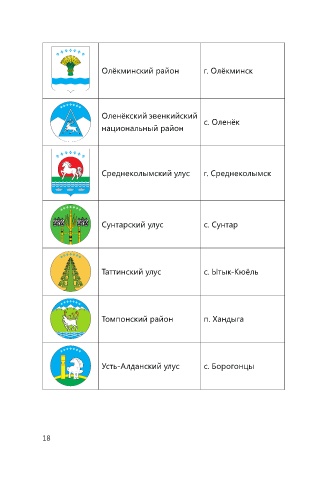 Олёкминский район г. Олёкминск
Оленёкский эвенкийский
национальный район
с. Оленёк
Среднеколымский улус г. Среднеколымск
Сунтарский улус с. Сунтар
Таттинский улус с. Ытык-Кюёль
Томпонский район п. Хандыга
Усть-Алданский улус с. Борогонцы
18